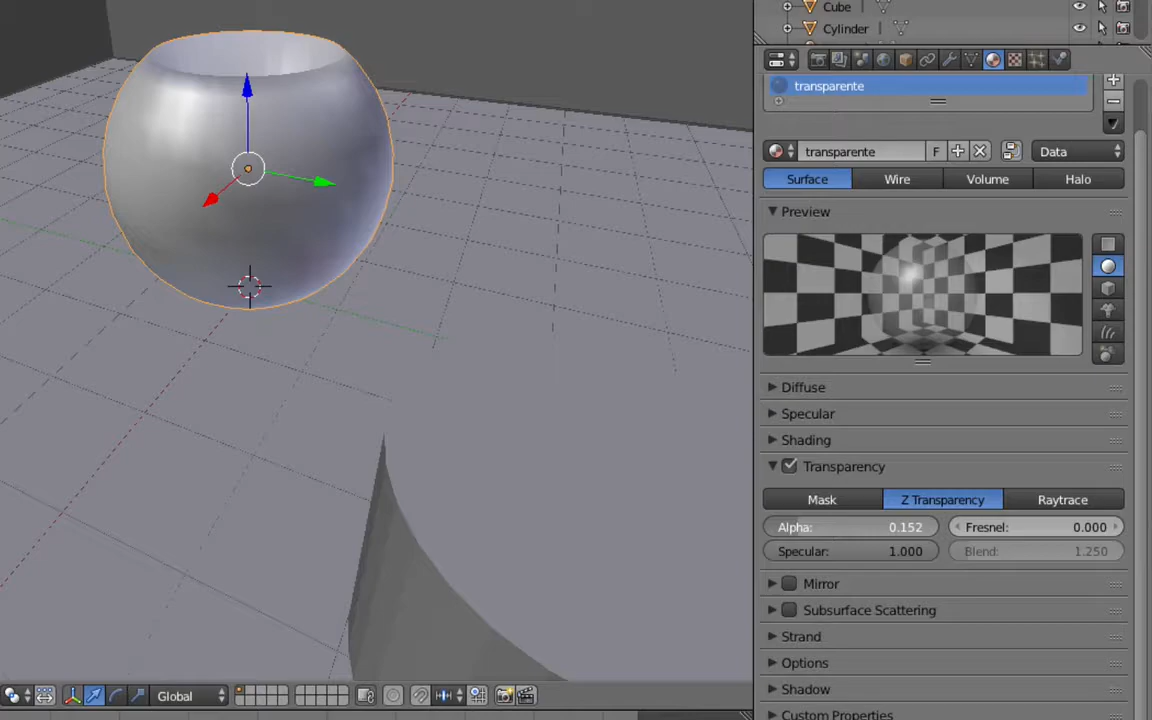 Cube
Cylinder
transparente
transparente F Data
Surface Wire Volume Halo
Preview
Diffuse
Specular
Shading
Transparency
Mask Z Transparency Raytrace
Alpha: 0.152 Fresnel: 0.000
Specular: 1.000 Blend: 1.250
Mirror
Subsurface Scattering
Strand
Options
Shadow
Custom Properties
Global